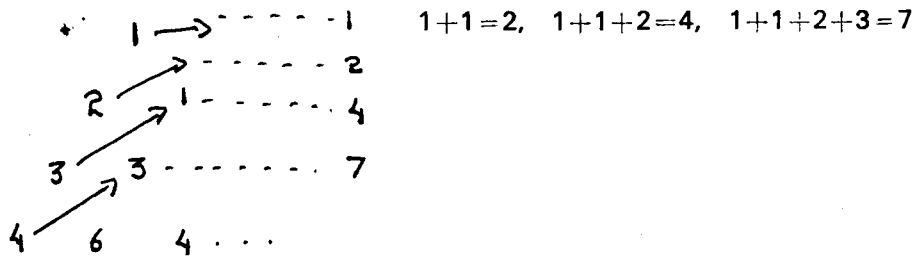 1 - - - - - - 1 1+1=2, 1+1+2=4, 1+1+2+3=7
2 - - - - - - 2
1 - - - - - . 4
3 3 - - - - - - - 7
4 6 4 . . .